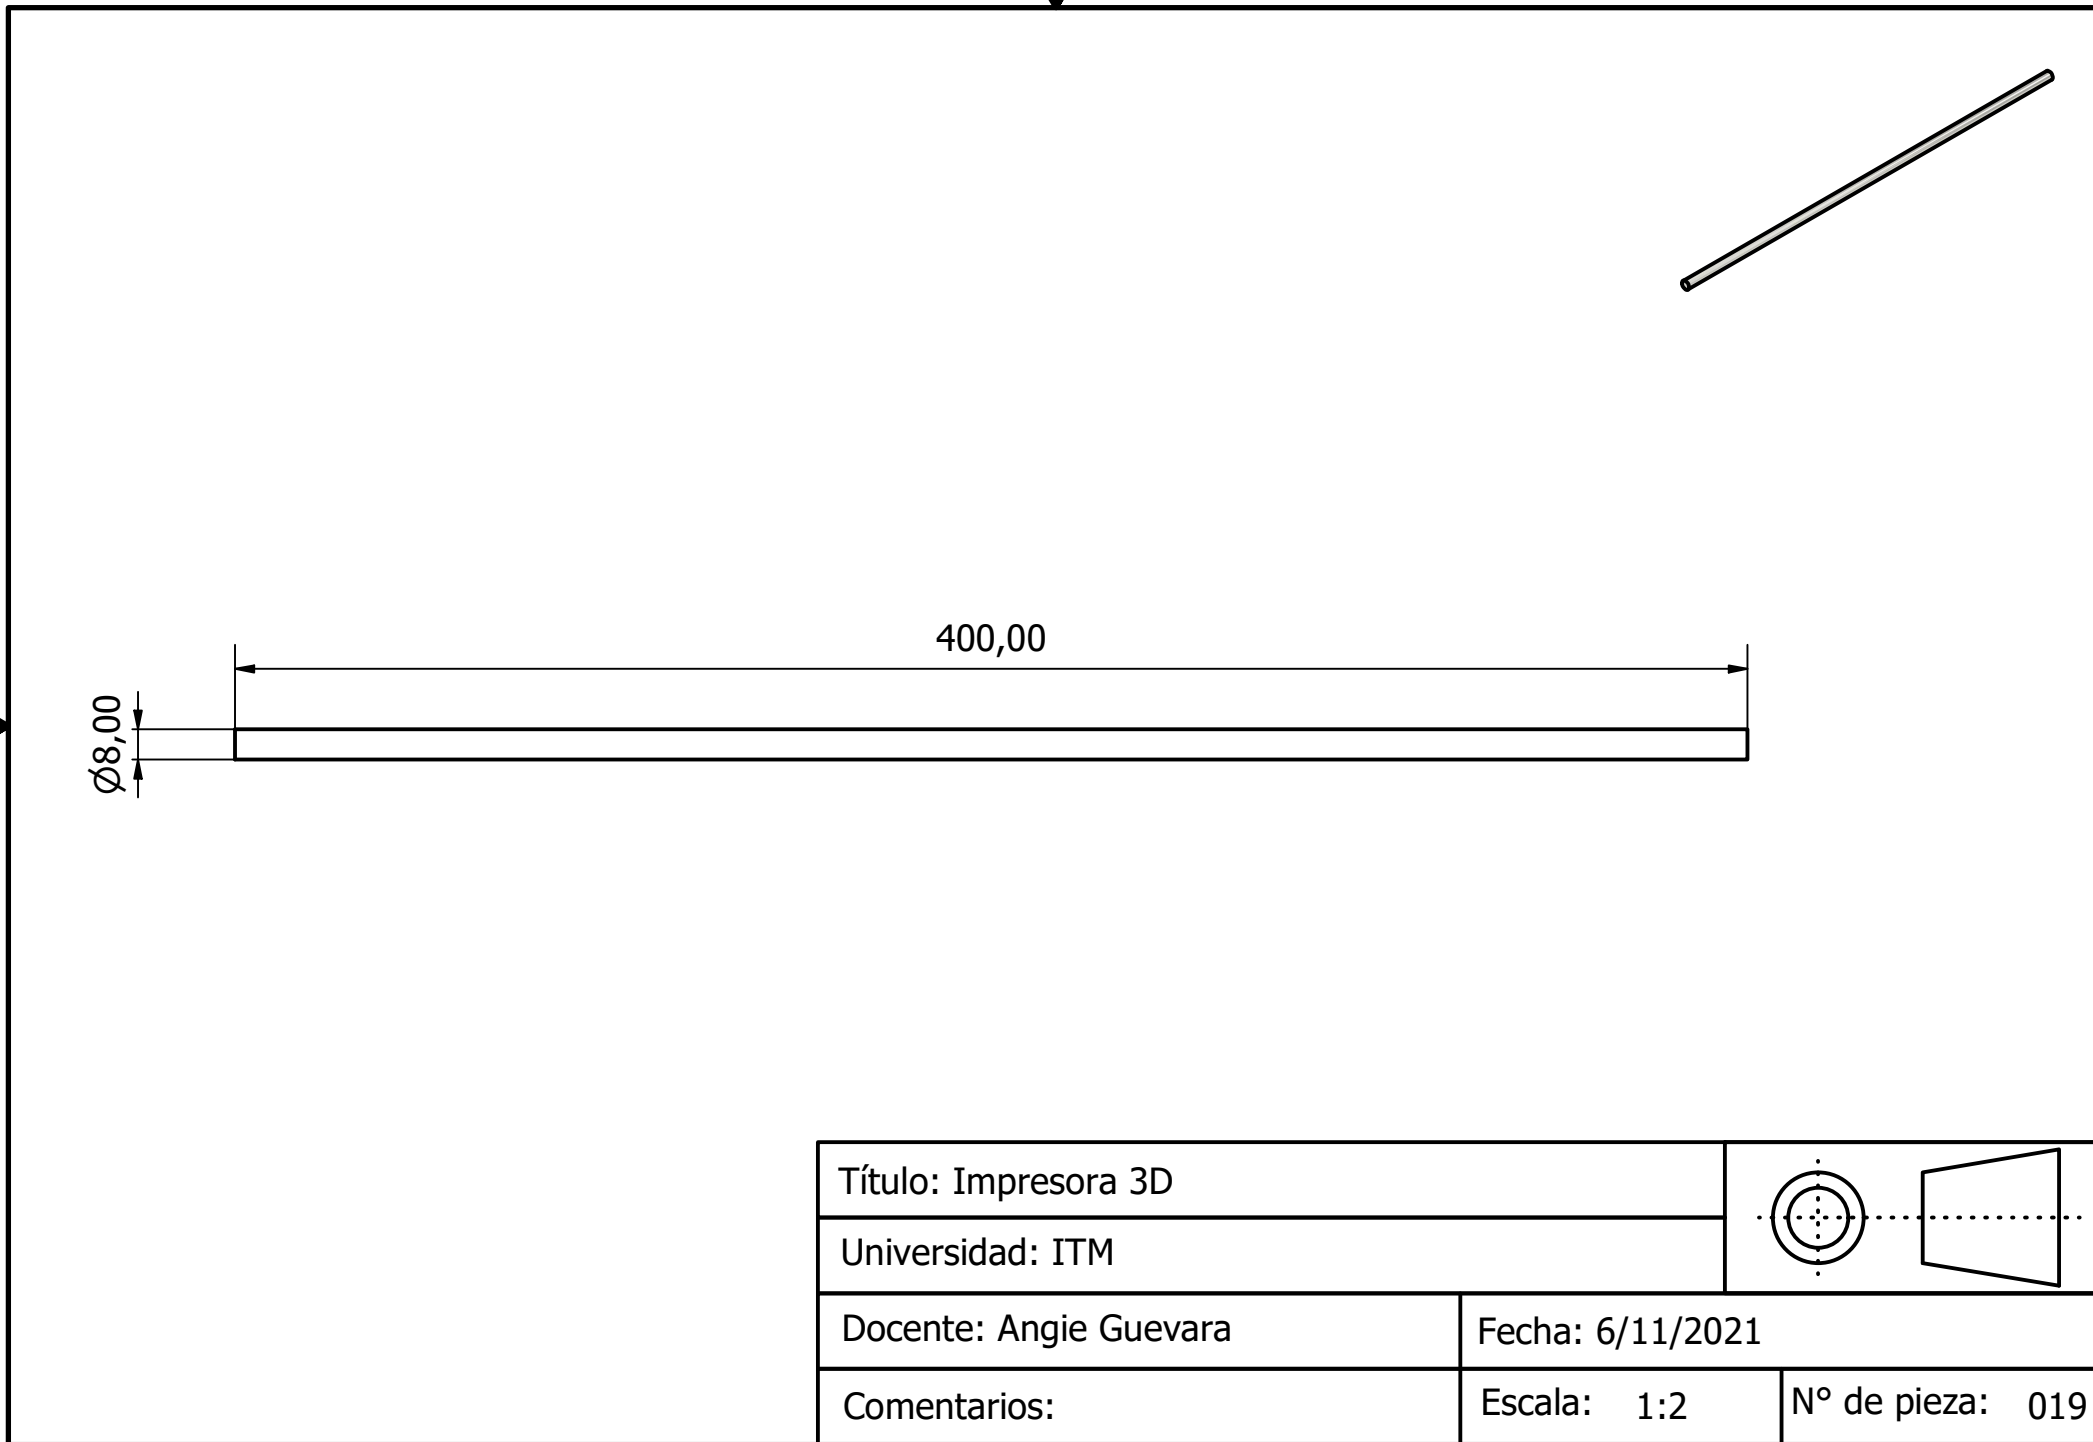 400,00
Ø8,00
Título: Impresora 3D
Universidad: ITM
Docente: Angie Guevara
Fecha: 6/11/2021
Comentarios:
Escala: 1:2
N° de pieza: 019